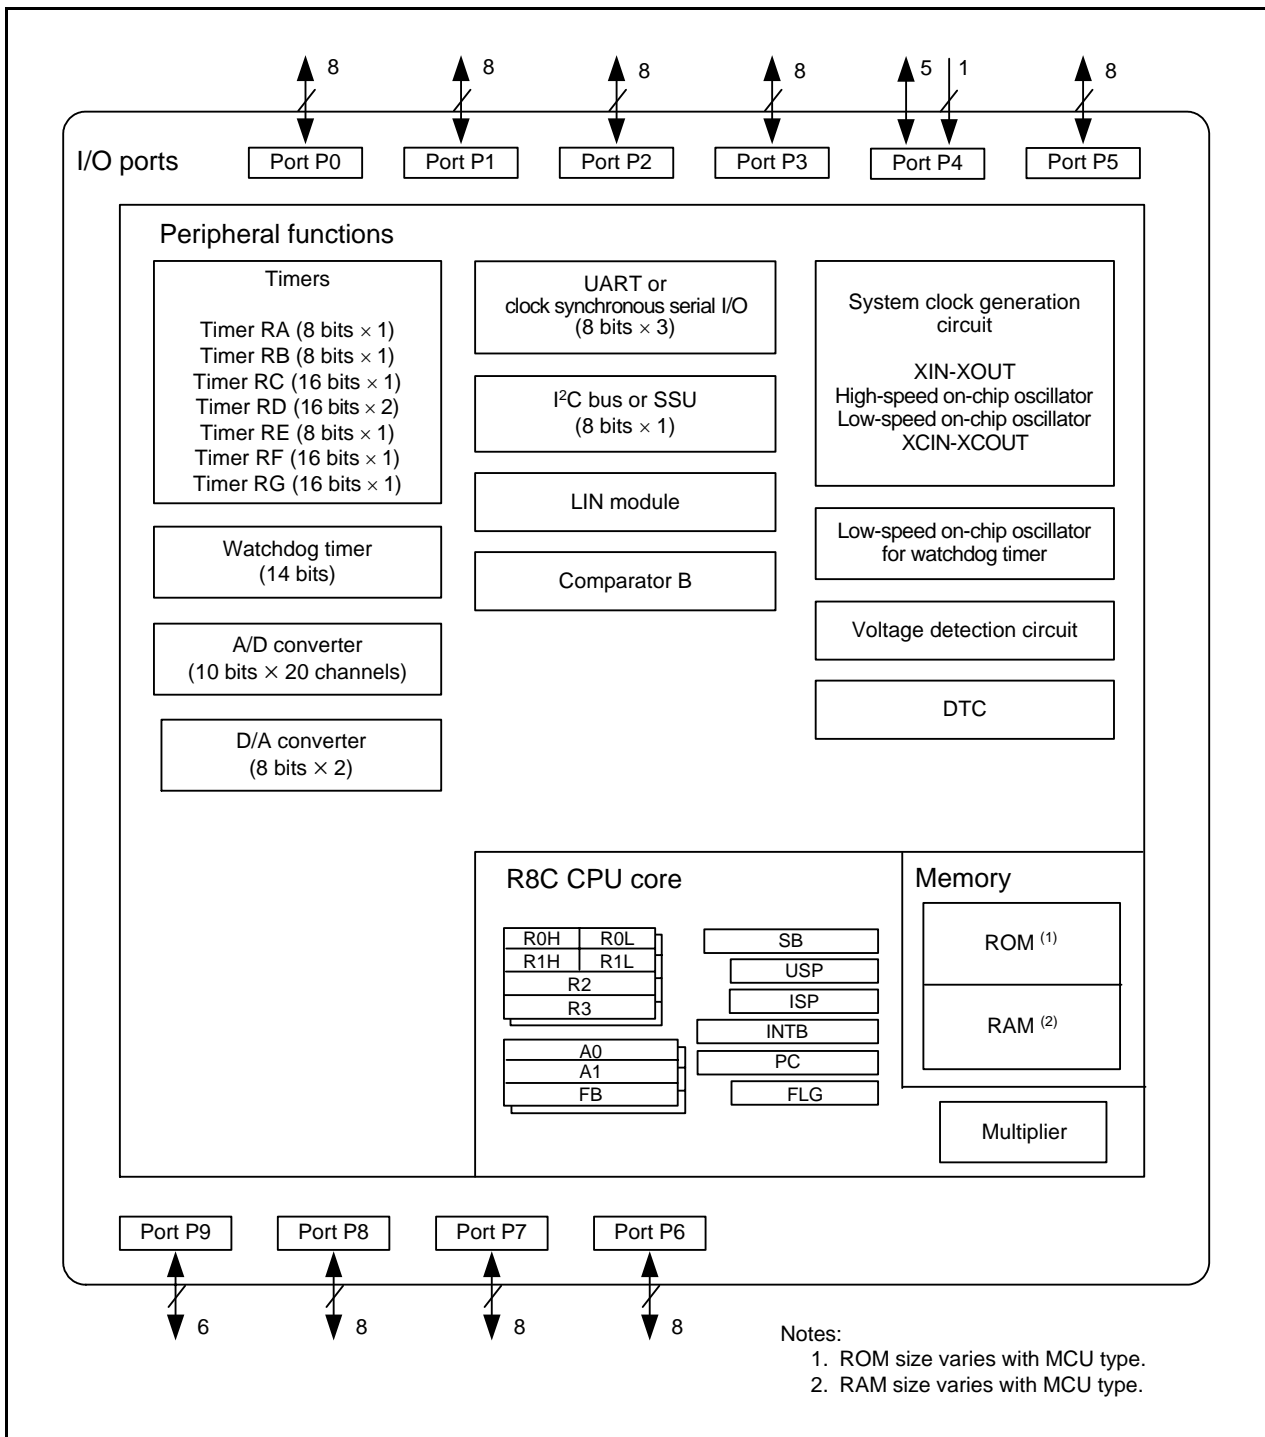 8 8 8 8 5 1 8
I/O ports
Port P0 Port P1 Port P2 Port P3 Port P4 Port P5
Peripheral functions
Timers
Timer RA (8 bits × 1)
Timer RB (8 bits × 1)
Timer RC (16 bits × 1)
Timer RD (16 bits × 2)
Timer RE (8 bits × 1)
Timer RF (16 bits × 1)
Timer RG (16 bits × 1)
Watchdog timer
(14 bits)
A/D converter
(10 bits × 20 channels)
D/A converter
(8 bits × 2)
UART or
clock synchronous serial I/O
(8 bits × 3)
I²C bus or SSU
(8 bits × 1)
LIN module
Comparator B
System clock generation
circuit
XIN-XOUT
High-speed on-chip oscillator
Low-speed on-chip oscillator
XCIN-XCOUT
Low-speed on-chip oscillator
for watchdog timer
Voltage detection circuit
DTC
R8C CPU core
R0H R0L
R1H R1L
R2
R3
A0
A1
FB
SB
USP
ISP
INTB
PC
FLG
Memory
ROM (1)
RAM (2)
Multiplier
Port P9 Port P8 Port P7 Port P6
6 8 8 8
Notes:
1. ROM size varies with MCU type.
2. RAM size varies with MCU type.